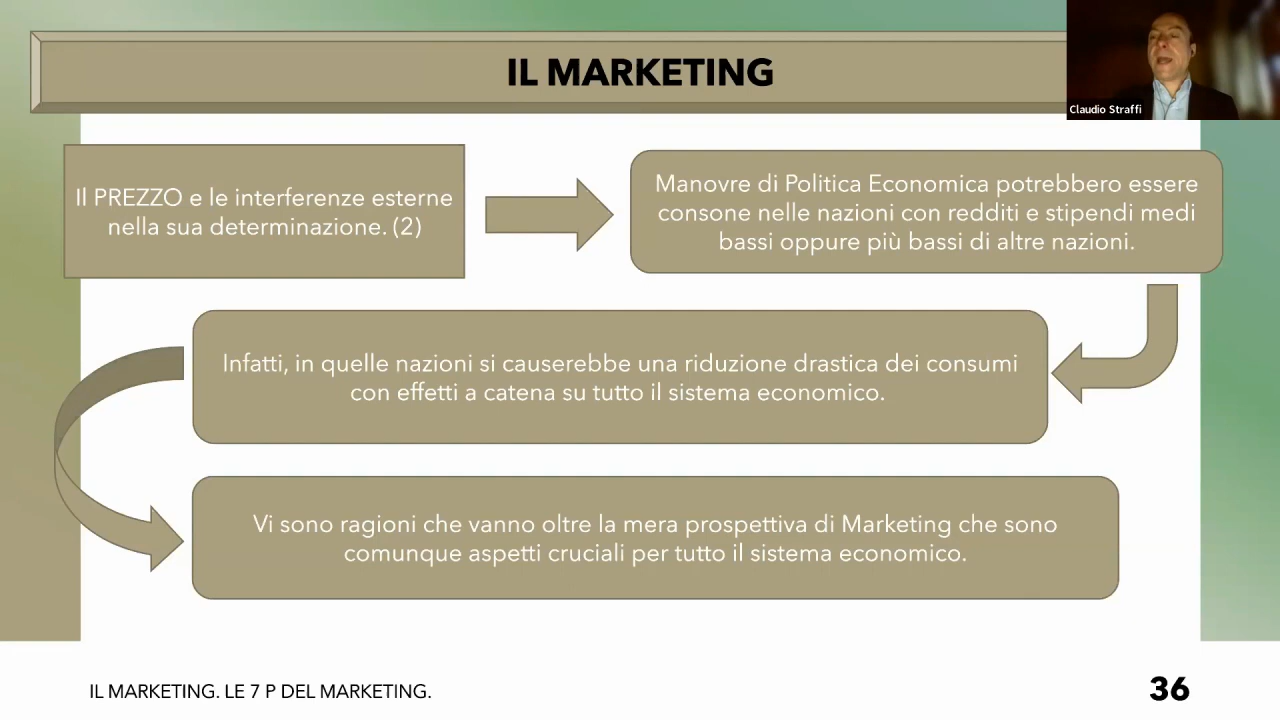 IL MARKETING
Claudio Straffi
Il PREZZO e le interferenze esterne
nella sua determinazione. (2)
Manovre di Politica Economica potrebbero essere
consone nelle nazioni con redditi e stipendi medi
bassi oppure più bassi di altre nazioni.
Infatti, in quelle nazioni si causerebbe una riduzione drastica dei consumi
con effetti a catena su tutto il sistema economico.
Vi sono ragioni che vanno oltre la mera prospettiva di Marketing che sono
comunque aspetti cruciali per tutto il sistema economico.
IL MARKETING. LE 7 P DEL MARKETING.
36